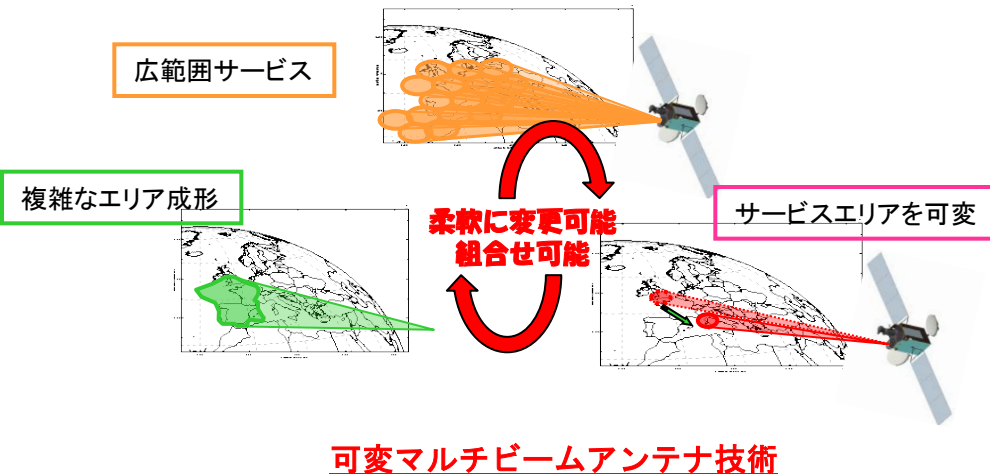 広範囲サービス
複雑なエリア成形
サービスエリアを可変
柔軟に変更可能
組合せ可能
可変マルチビームアンテナ技術